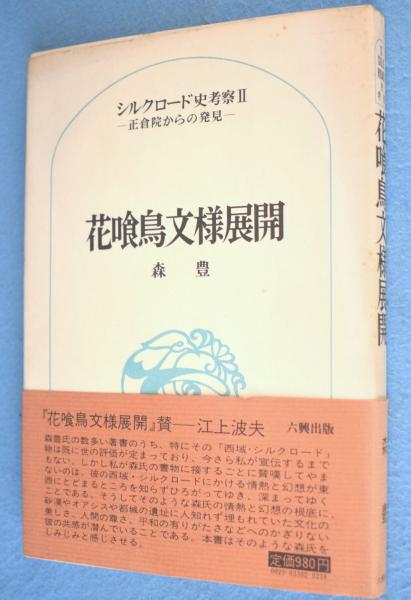 シルクロード史考察Ⅱ
―正倉院からの発見―
花喰鳥文様展開
森 豊
『花喰鳥文様展開』賛――江上波夫 六興出版
森豊氏の数多い著書のうち、特にその「西域・シルクロード」
物は既に世の評価が定まっており、今さら私が宣伝するまで
もない。しかし私が森氏の書物に接するごとに賛嘆してやま
ないのは、彼の西域・シルクロードにかける情熱と幻想が東
西にとどまるところを知らずひろがってゆき、深まってゆく
ことである。そうしてそのような森氏の情熱と幻想の根底に、
砂漠やオアシスや都城の遺址に人知れず埋もれていた文化の
美しさ、人間の尊さ、平和の有りがたさなどへのかぎりない
彼の共感が潜んでいることである。本書はそのような森氏を
しみじみと感じさせる。
定価980円
花喰鳥文様展開
森 豊